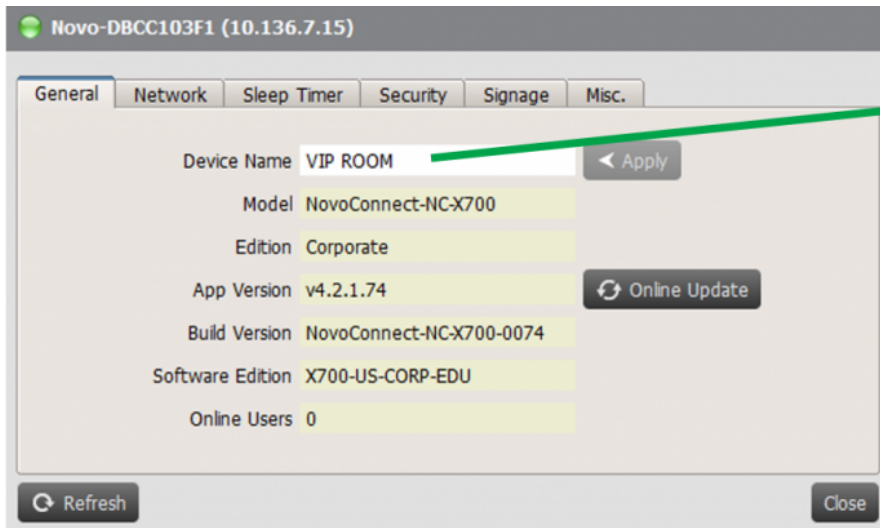 Novo-DBCC103F1 (10.136.7.15)
General Network Sleep Timer Security Signage Misc.
Device Name VIP ROOM Apply
Model NovoConnect-NC-X700
Edition Corporate
App Version v4.2.1.74 Online Update
Build Version NovoConnect-NC-X700-0074
Software Edition X700-US-CORP-EDU
Online Users 0
Refresh Close